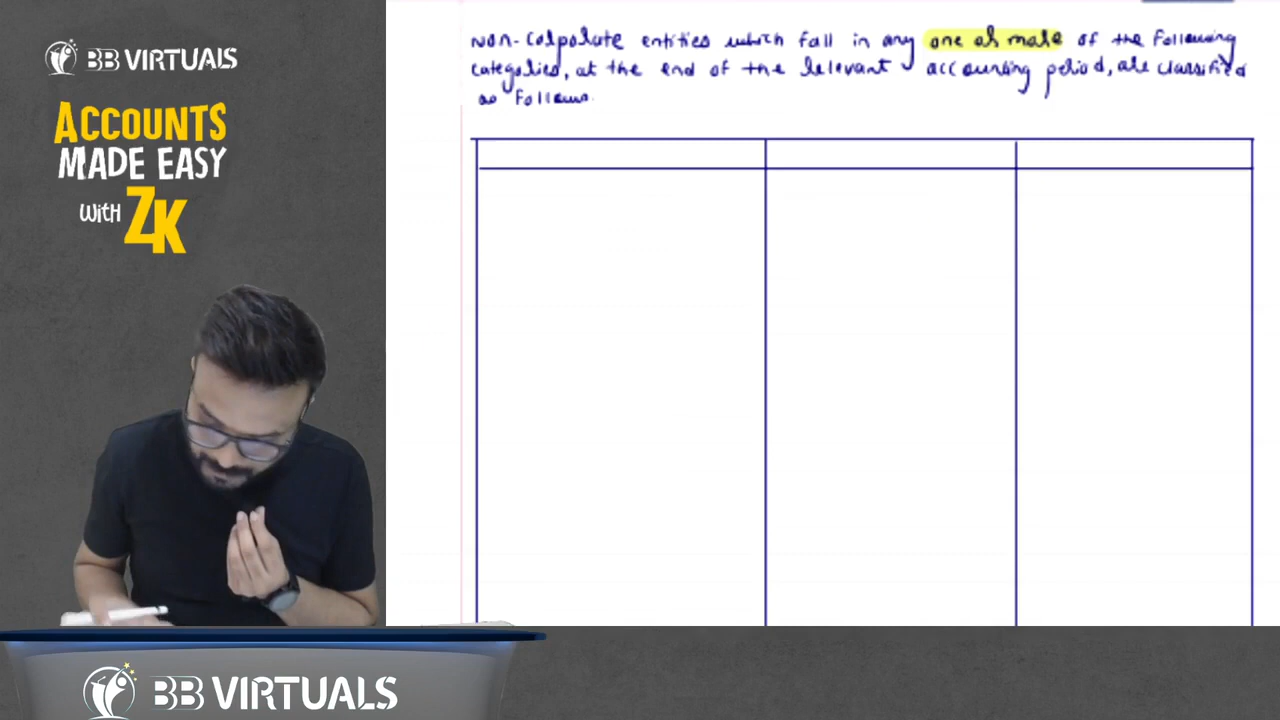 BB VIRTUALS
ACCOUNTS
MADE EASY
with ZK
Non-Corporate entities which fall in any one or more of the following
categories, at the end of the relevant accounting period, are classified
as follows.
BB VIRTUALS